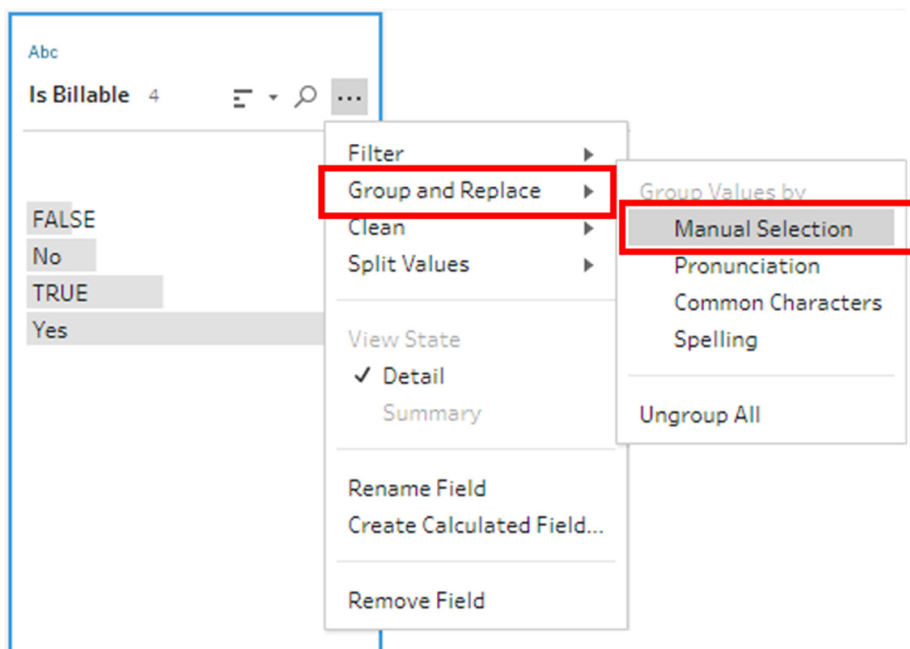 Abc
Is Billable 4
...
FALSE
No
TRUE
Yes
Filter
Group and Replace
Clean
Split Values
View State
✓ Detail
Summary
Rename Field
Create Calculated Field...
Remove Field
Group Values by
Manual Selection
Pronunciation
Common Characters
Spelling
Ungroup All